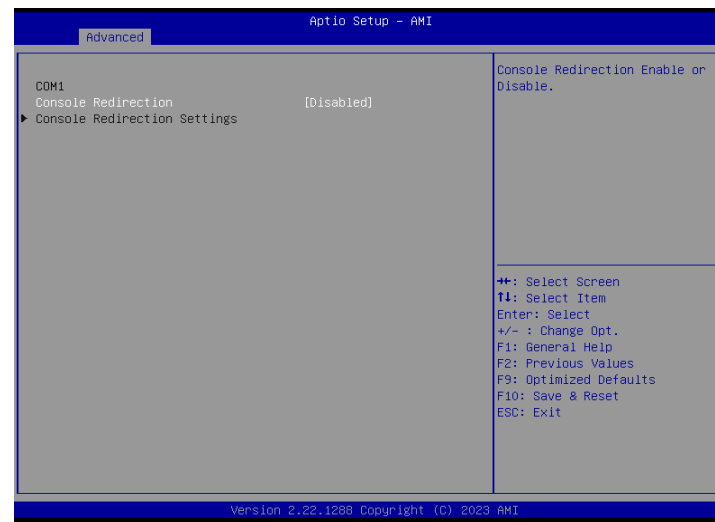 Aptio Setup – AMI
Advanced
COM1
Console Redirection [Disabled]
Console Redirection Settings
Console Redirection Enable or
Disable.
→←: Select Screen
↑↓: Select Item
Enter: Select
+/- : Change Opt.
F1: General Help
F2: Previous Values
F9: Optimized Defaults
F10: Save & Reset
ESC: Exit
Version 2.22.1288 Copyright (C) 2023 AMI